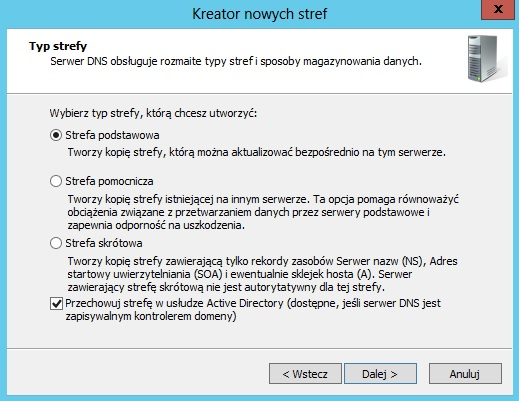 Kreator nowych stref
x
Typ strefy
Serwer DNS obsługuje rozmaite typy stref i sposoby magazynowania danych.
Wybierz typ strefy, którą chcesz utworzyć:
Strefa podstawowa
Tworzy kopię strefy, którą można aktualizować bezpośrednio na tym serwerze.
Strefa pomocnicza
Tworzy kopię strefy istniejącej na innym serwerze. Ta opcja pomaga równoważyć
obciążenia związane z przetwarzaniem danych przez serwery podstawowe i
zapewnia odporność na uszkodzenia.
Strefa skrótowa
Tworzy kopię strefy zawierającą tylko rekordy zasobów Serwer nazw (NS), Adres
startowy uwierzytelniania (SOA) i ewentualnie sklejek hosta (A). Serwer
zawierający strefę skrótową nie jest autorytatywny dla tej strefy.
Przechowuj strefę w usłudze Active Directory (dostępne, jeśli serwer DNS jest
zapisywalnym kontrolerem domeny)
< Wstecz
Dalej >
Anuluj